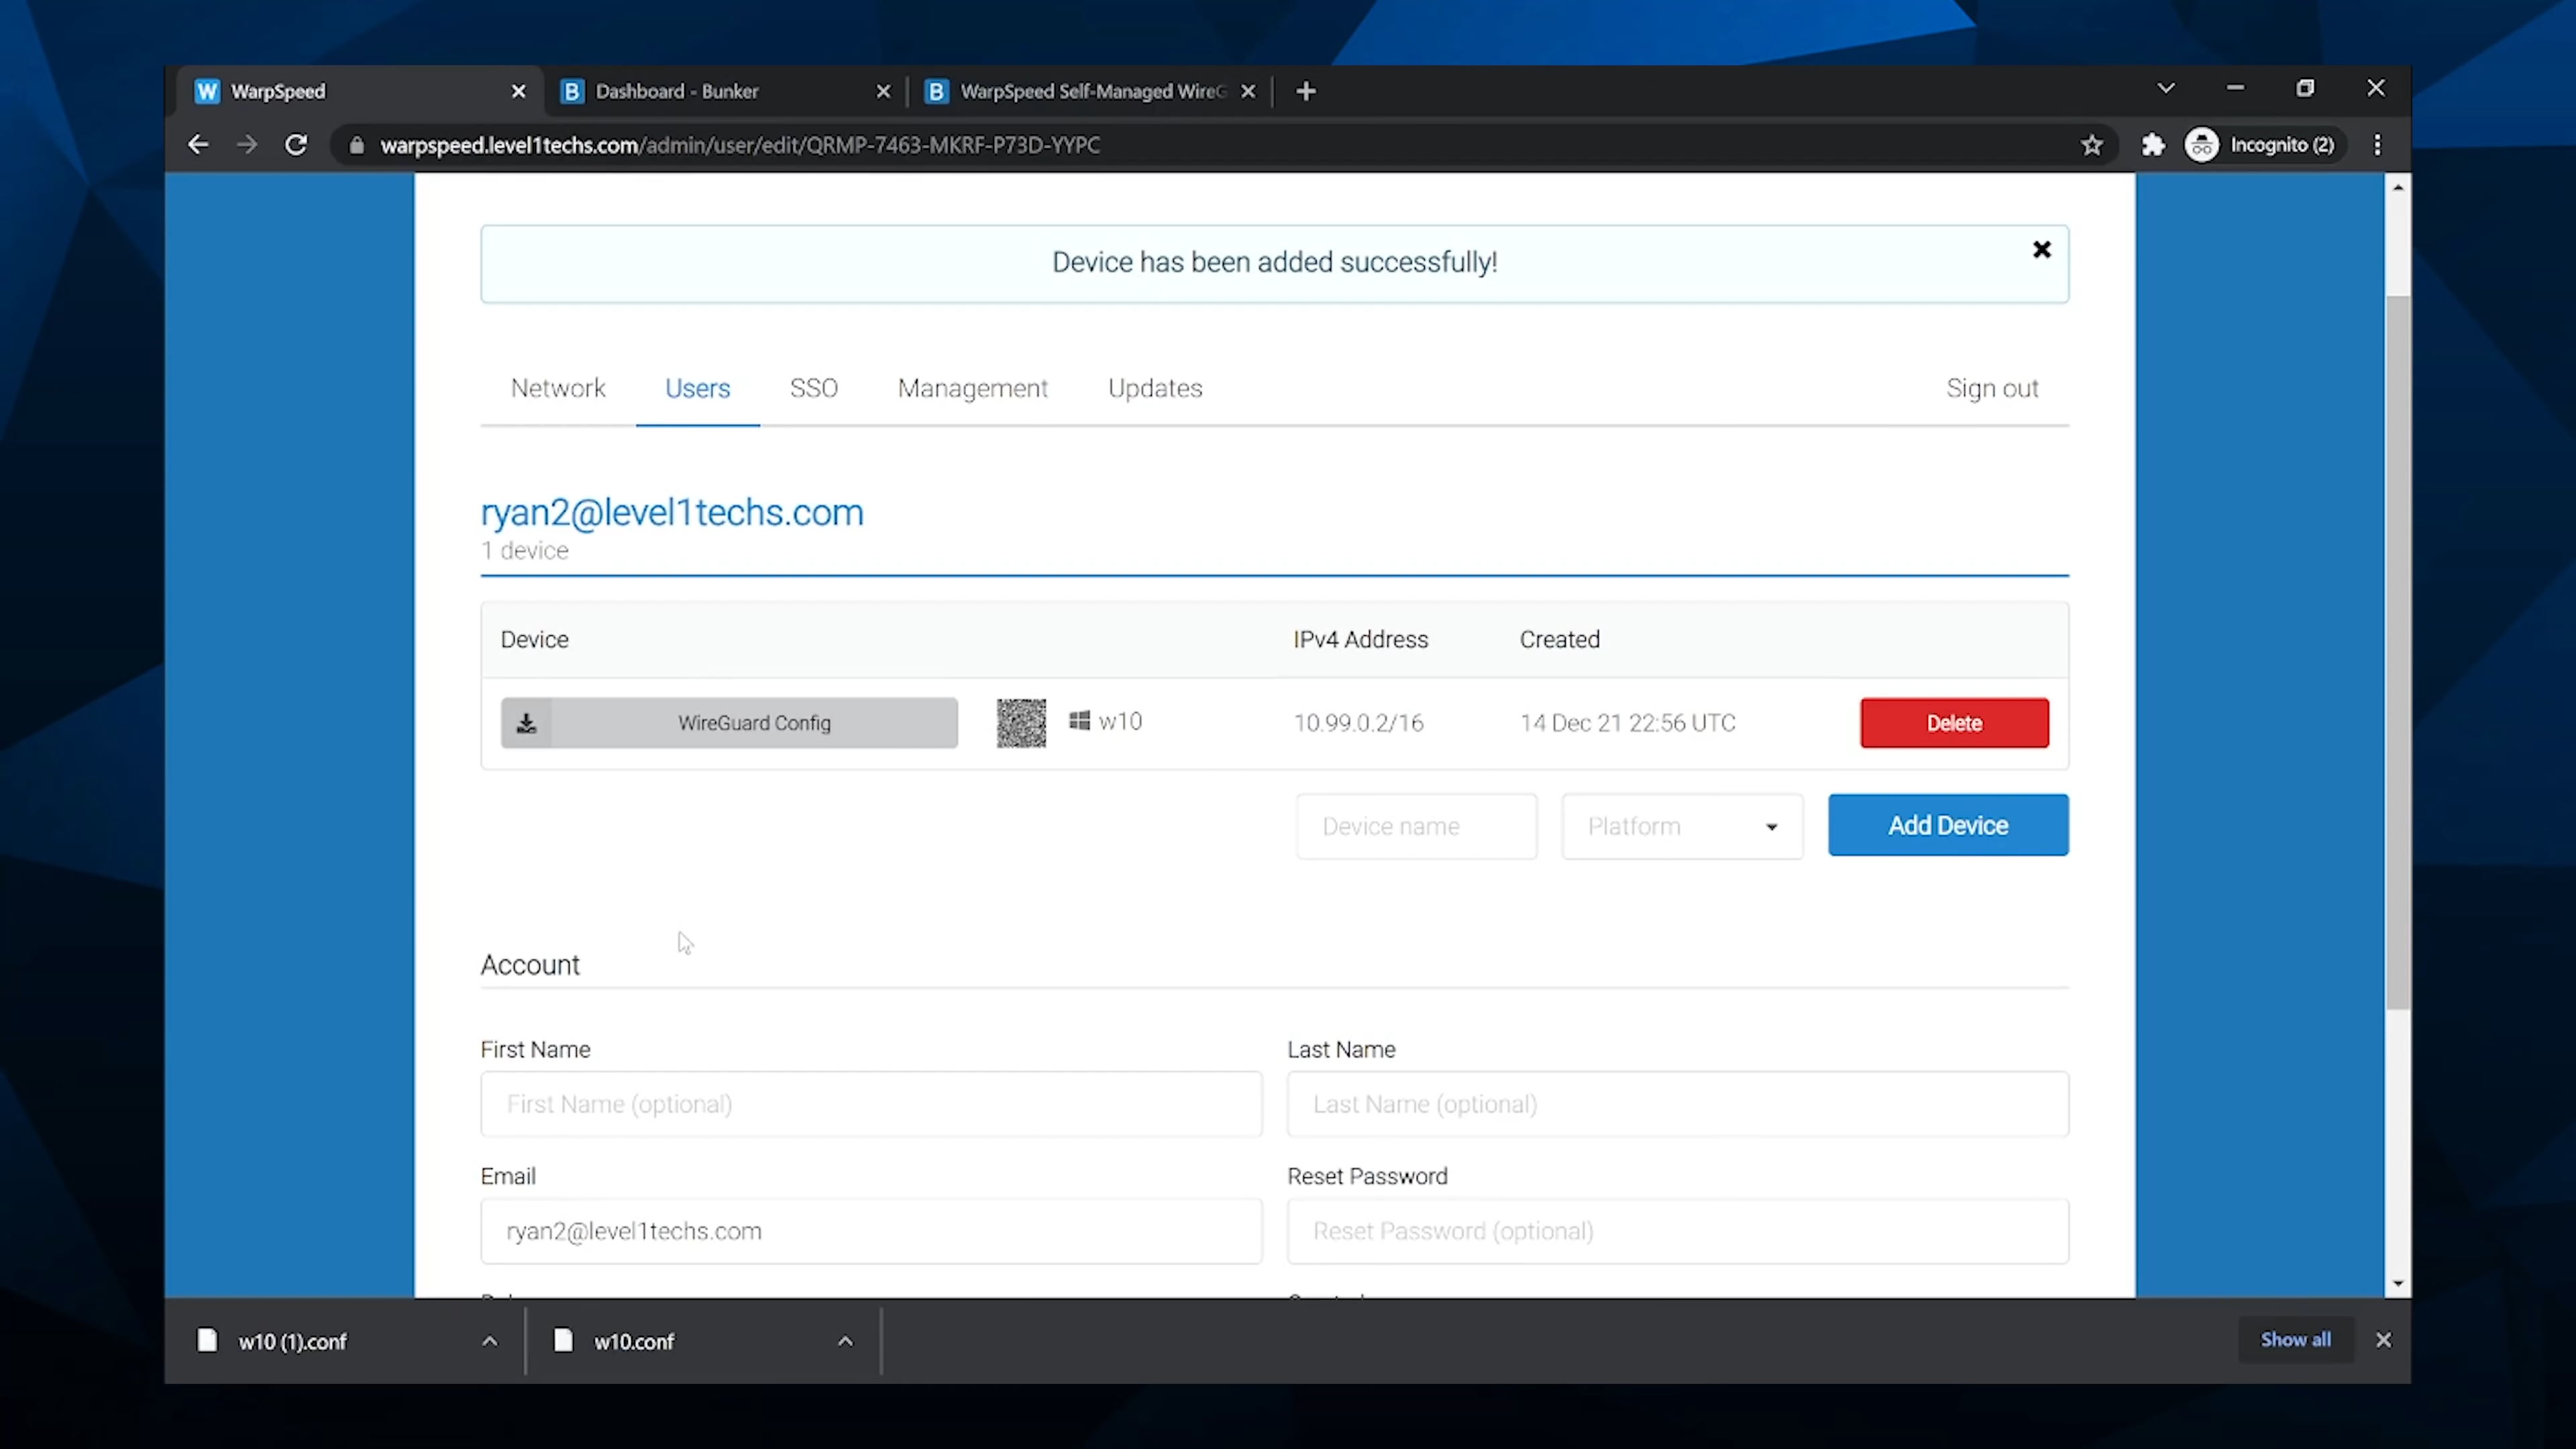 WarpSpeed
Dashboard - Bunker
WarpSpeed Self-Managed WireG
warpspeed.level1techs.com/admin/user/edit/QRMP-7463-MKRF-P73D-YYPC
Incognito (2)
Device has been added successfully!
Network Users SSO Management Updates Sign out
ryan2@level1techs.com
1 device
Device IPv4 Address Created
WireGuard Config w10 10.99.0.2/16 14 Dec 21 22:56 UTC Delete
Device name Platform Add Device
Account
First Name Last Name
First Name (optional) Last Name (optional)
Email Reset Password
ryan2@level1techs.com Reset Password (optional)
w10 (1).conf w10.conf Show all